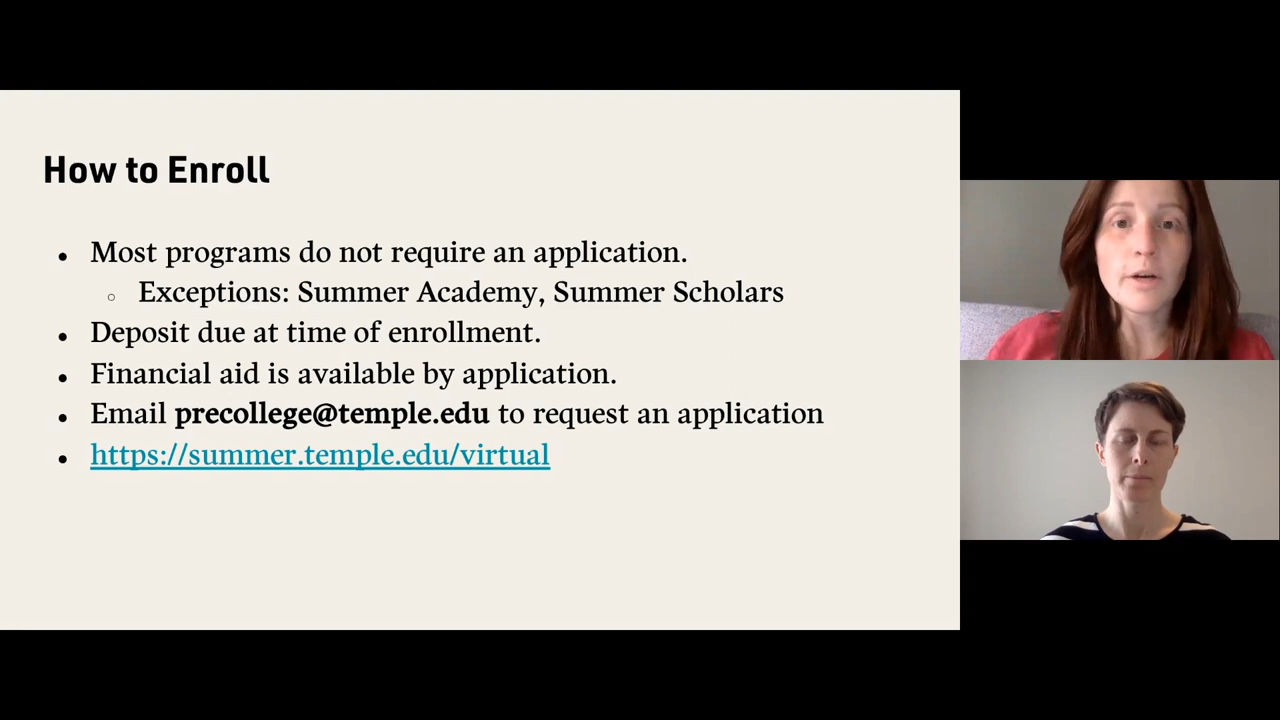 How to Enroll
● Most programs do not require an application.
○ Exceptions: Summer Academy, Summer Scholars
● Deposit due at time of enrollment.
● Financial aid is available by application.
● Email precollege@temple.edu to request an application
● https://summer.temple.edu/virtual